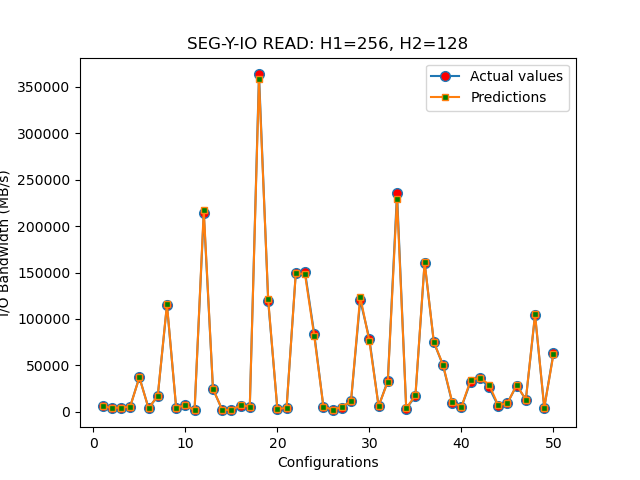 SEG-Y-IO READ: H1=256, H2=128
Actual values
Predictions
350000
300000
250000
200000
150000
100000
50000
0
I/O Bandwidth (MB/s)
0 10 20 30 40 50
Configurations